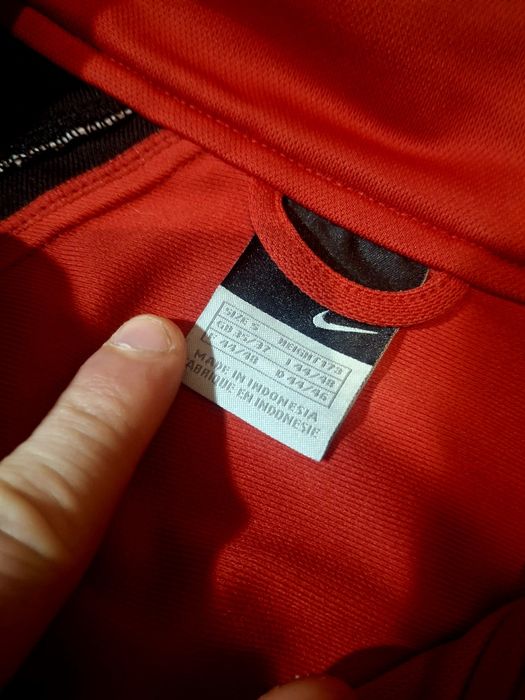 SIZE S HEIGHT 173
GB 35/37 I 44/48
F 44/48 D 44/46
MADE IN INDONESIA
FABRIQUE EN INDONESIE